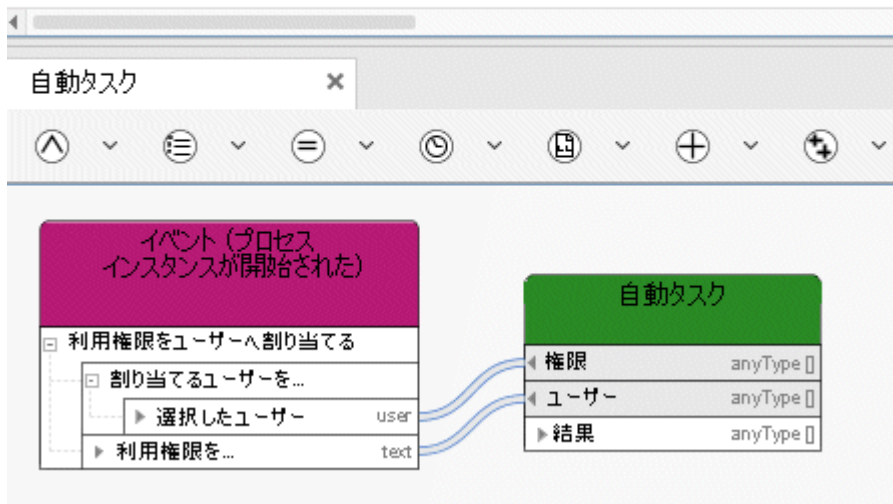 自動タスク
イベント (プロセス
インスタンスが開始された)
利用権限をユーザーへ割り当てる
割り当てるユーザーを...
選択したユーザー user
利用権限を... text
自動タスク
権限 anyType []
ユーザー anyType []
結果 anyType []